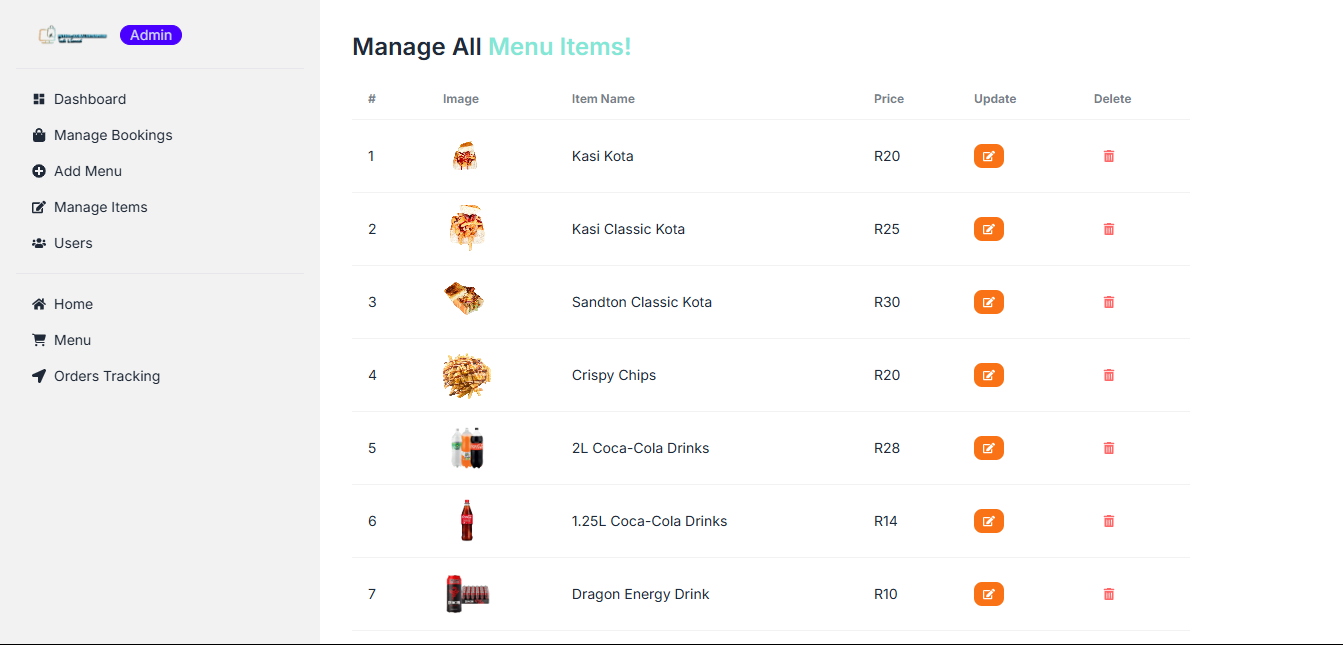 Admin
Dashboard
Manage Bookings
Add Menu
Manage Items
Users
Home
Menu
Orders Tracking
Manage All Menu Items!
# Image Item Name Price Update Delete
1 Kasi Kota R20
2 Kasi Classic Kota R25
3 Sandton Classic Kota R30
4 Crispy Chips R20
5 2L Coca-Cola Drinks R28
6 1.25L Coca-Cola Drinks R14
7 Dragon Energy Drink R10